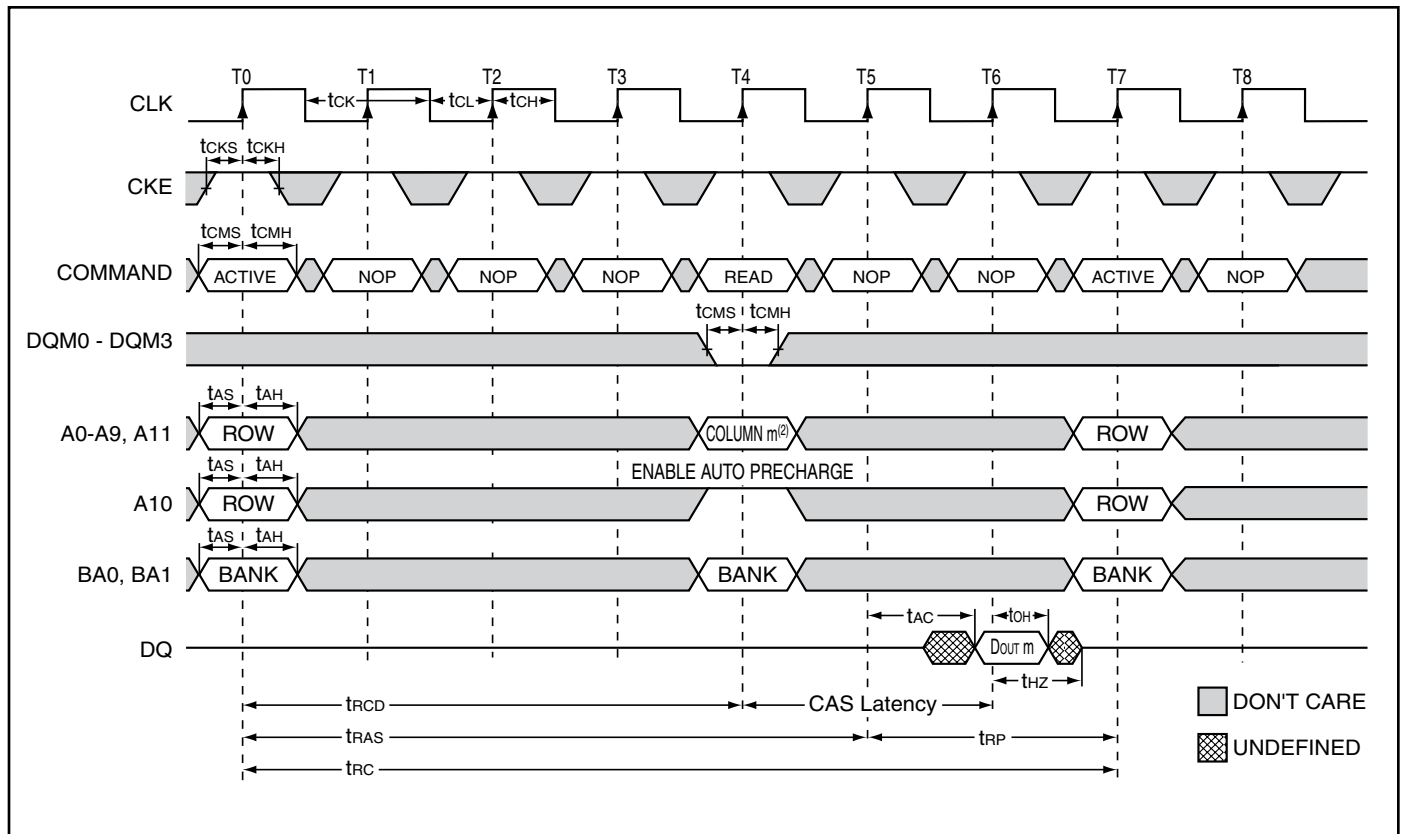 T0 T1 T2 T3 T4 T5 T6 T7 T8
CLK tCK tCL tCH
tCKS tCKH
CKE
tCMS tCMH
COMMAND ACTIVE NOP NOP NOP READ NOP NOP ACTIVE NOP
tCMS tCMH
DQM0 - DQM3
tAS tAH
A0-A9, A11 ROW COLUMN m(2) ROW
tAS tAH ENABLE AUTO PRECHARGE
A10 ROW ROW
tAS tAH
BA0, BA1 BANK BANK BANK
tAC tOH
DQ DOUT m
tHZ
tRCD CAS Latency
DON'T CARE
tRAS tRP
UNDEFINED
tRC